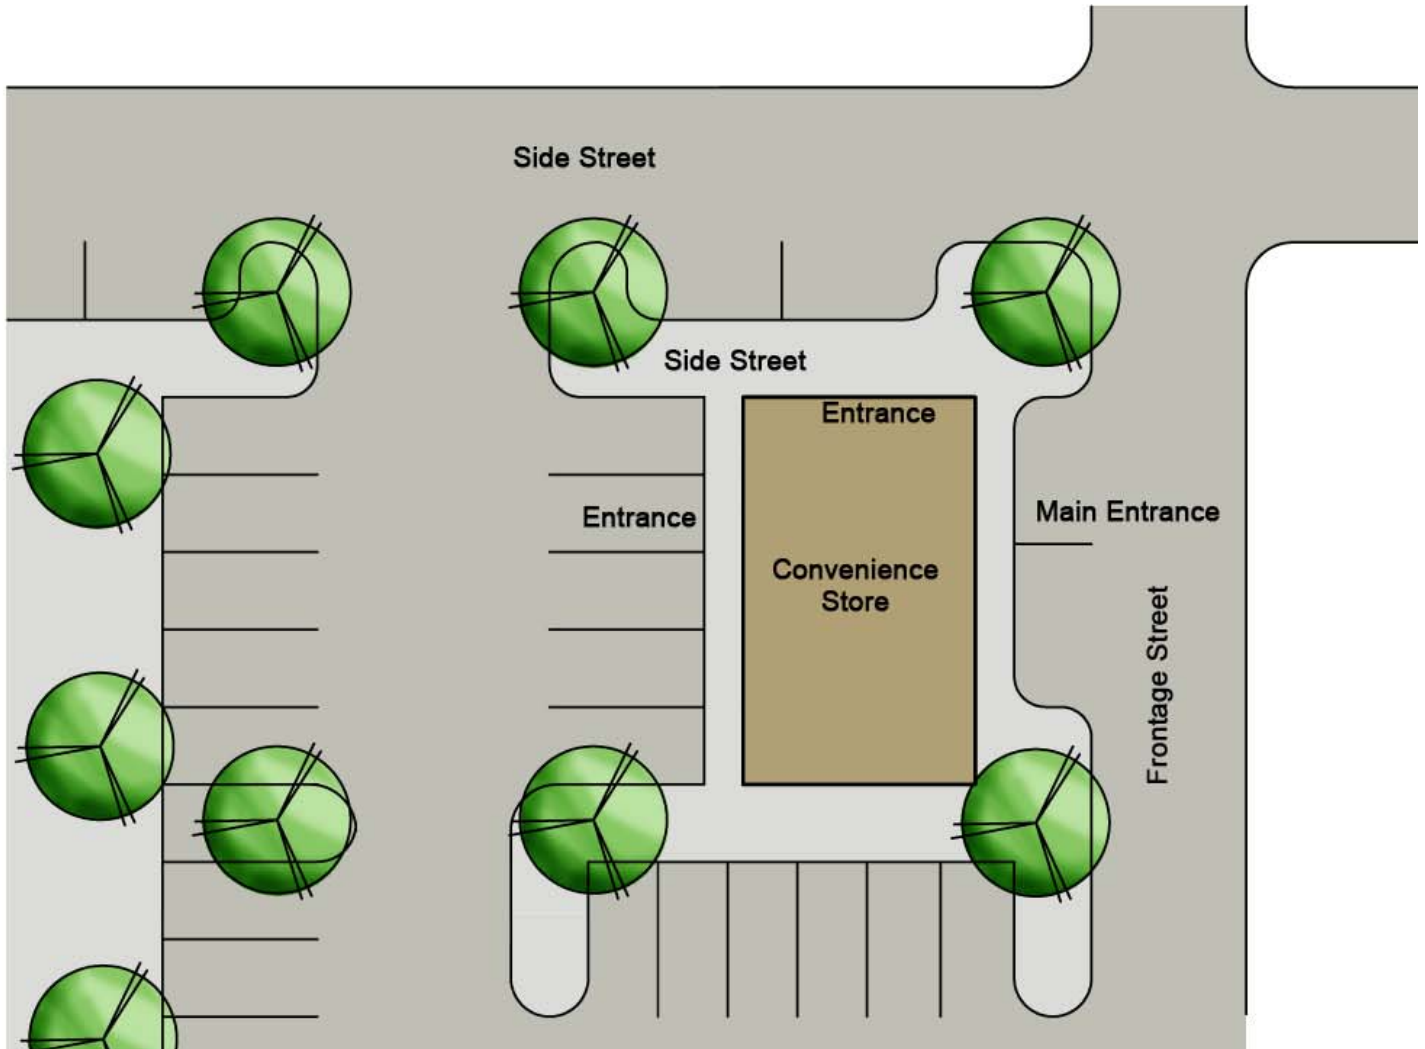 Side Street
Side Street
Entrance
Entrance
Main Entrance
Convenience
Store
Frontage Street